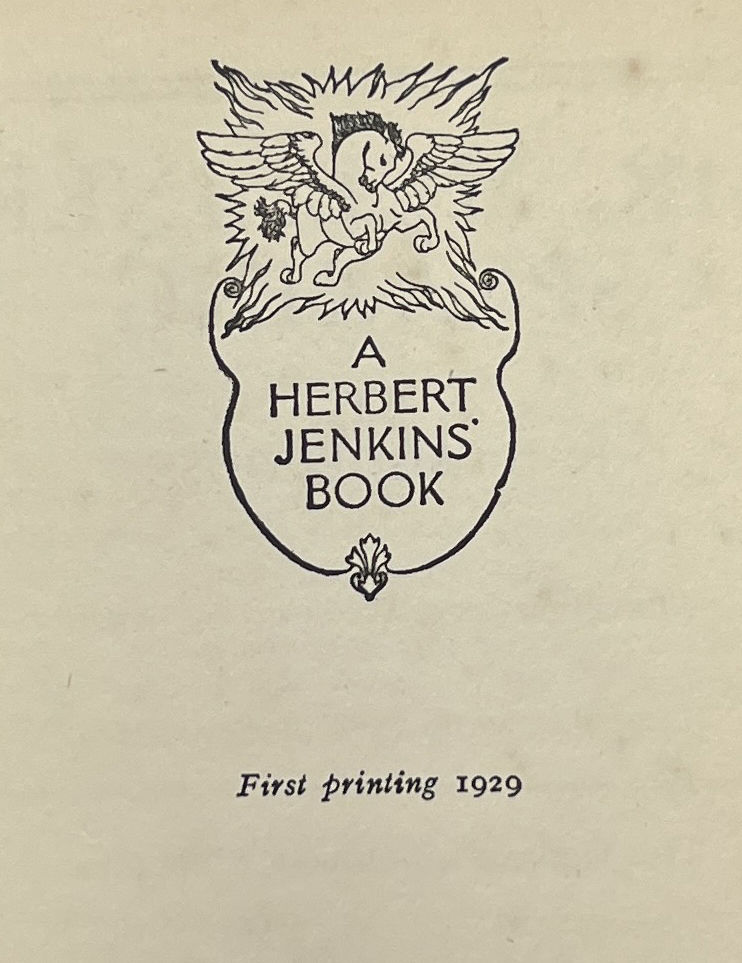 A
HERBERT
JENKINS'
BOOK
First printing 1929